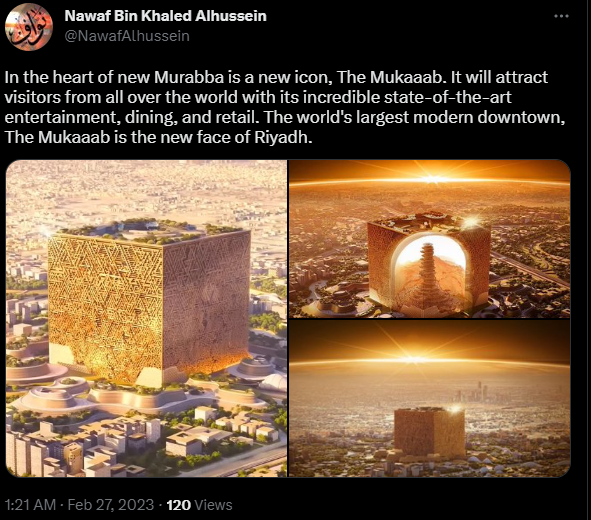 Nawaf Bin Khaled Alhussein
@NawafAlhussein
In the heart of new Murabba is a new icon, The Mukaaab. It will attract
visitors from all over the world with its incredible state-of-the-art
entertainment, dining, and retail. The world's largest modern downtown,
The Mukaaab is the new face of Riyadh.
1:21 AM · Feb 27, 2023 · 120 Views